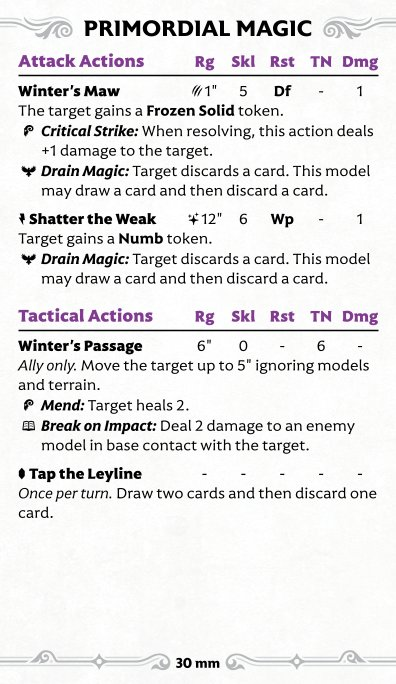 PRIMORDIAL MAGIC
Attack Actions Rg Skl Rst TN Dmg
Winter's Maw 1" 5 Df - 1
The target gains a Frozen Solid token.
Critical Strike: When resolving, this action deals
+1 damage to the target.
Drain Magic: Target discards a card. This model
may draw a card and then discard a card.
Shatter the Weak 12" 6 Wp - 1
Target gains a Numb token.
Drain Magic: Target discards a card. This model
may draw a card and then discard a card.
Tactical Actions Rg Skl Rst TN Dmg
Winter's Passage 6" 0 - 6 -
Ally only. Move the target up to 5" ignoring models
and terrain.
Mend: Target heals 2.
Break on Impact: Deal 2 damage to an enemy
model in base contact with the target.
Tap the Leyline - - - - -
Once per turn. Draw two cards and then discard one
card.
30 mm